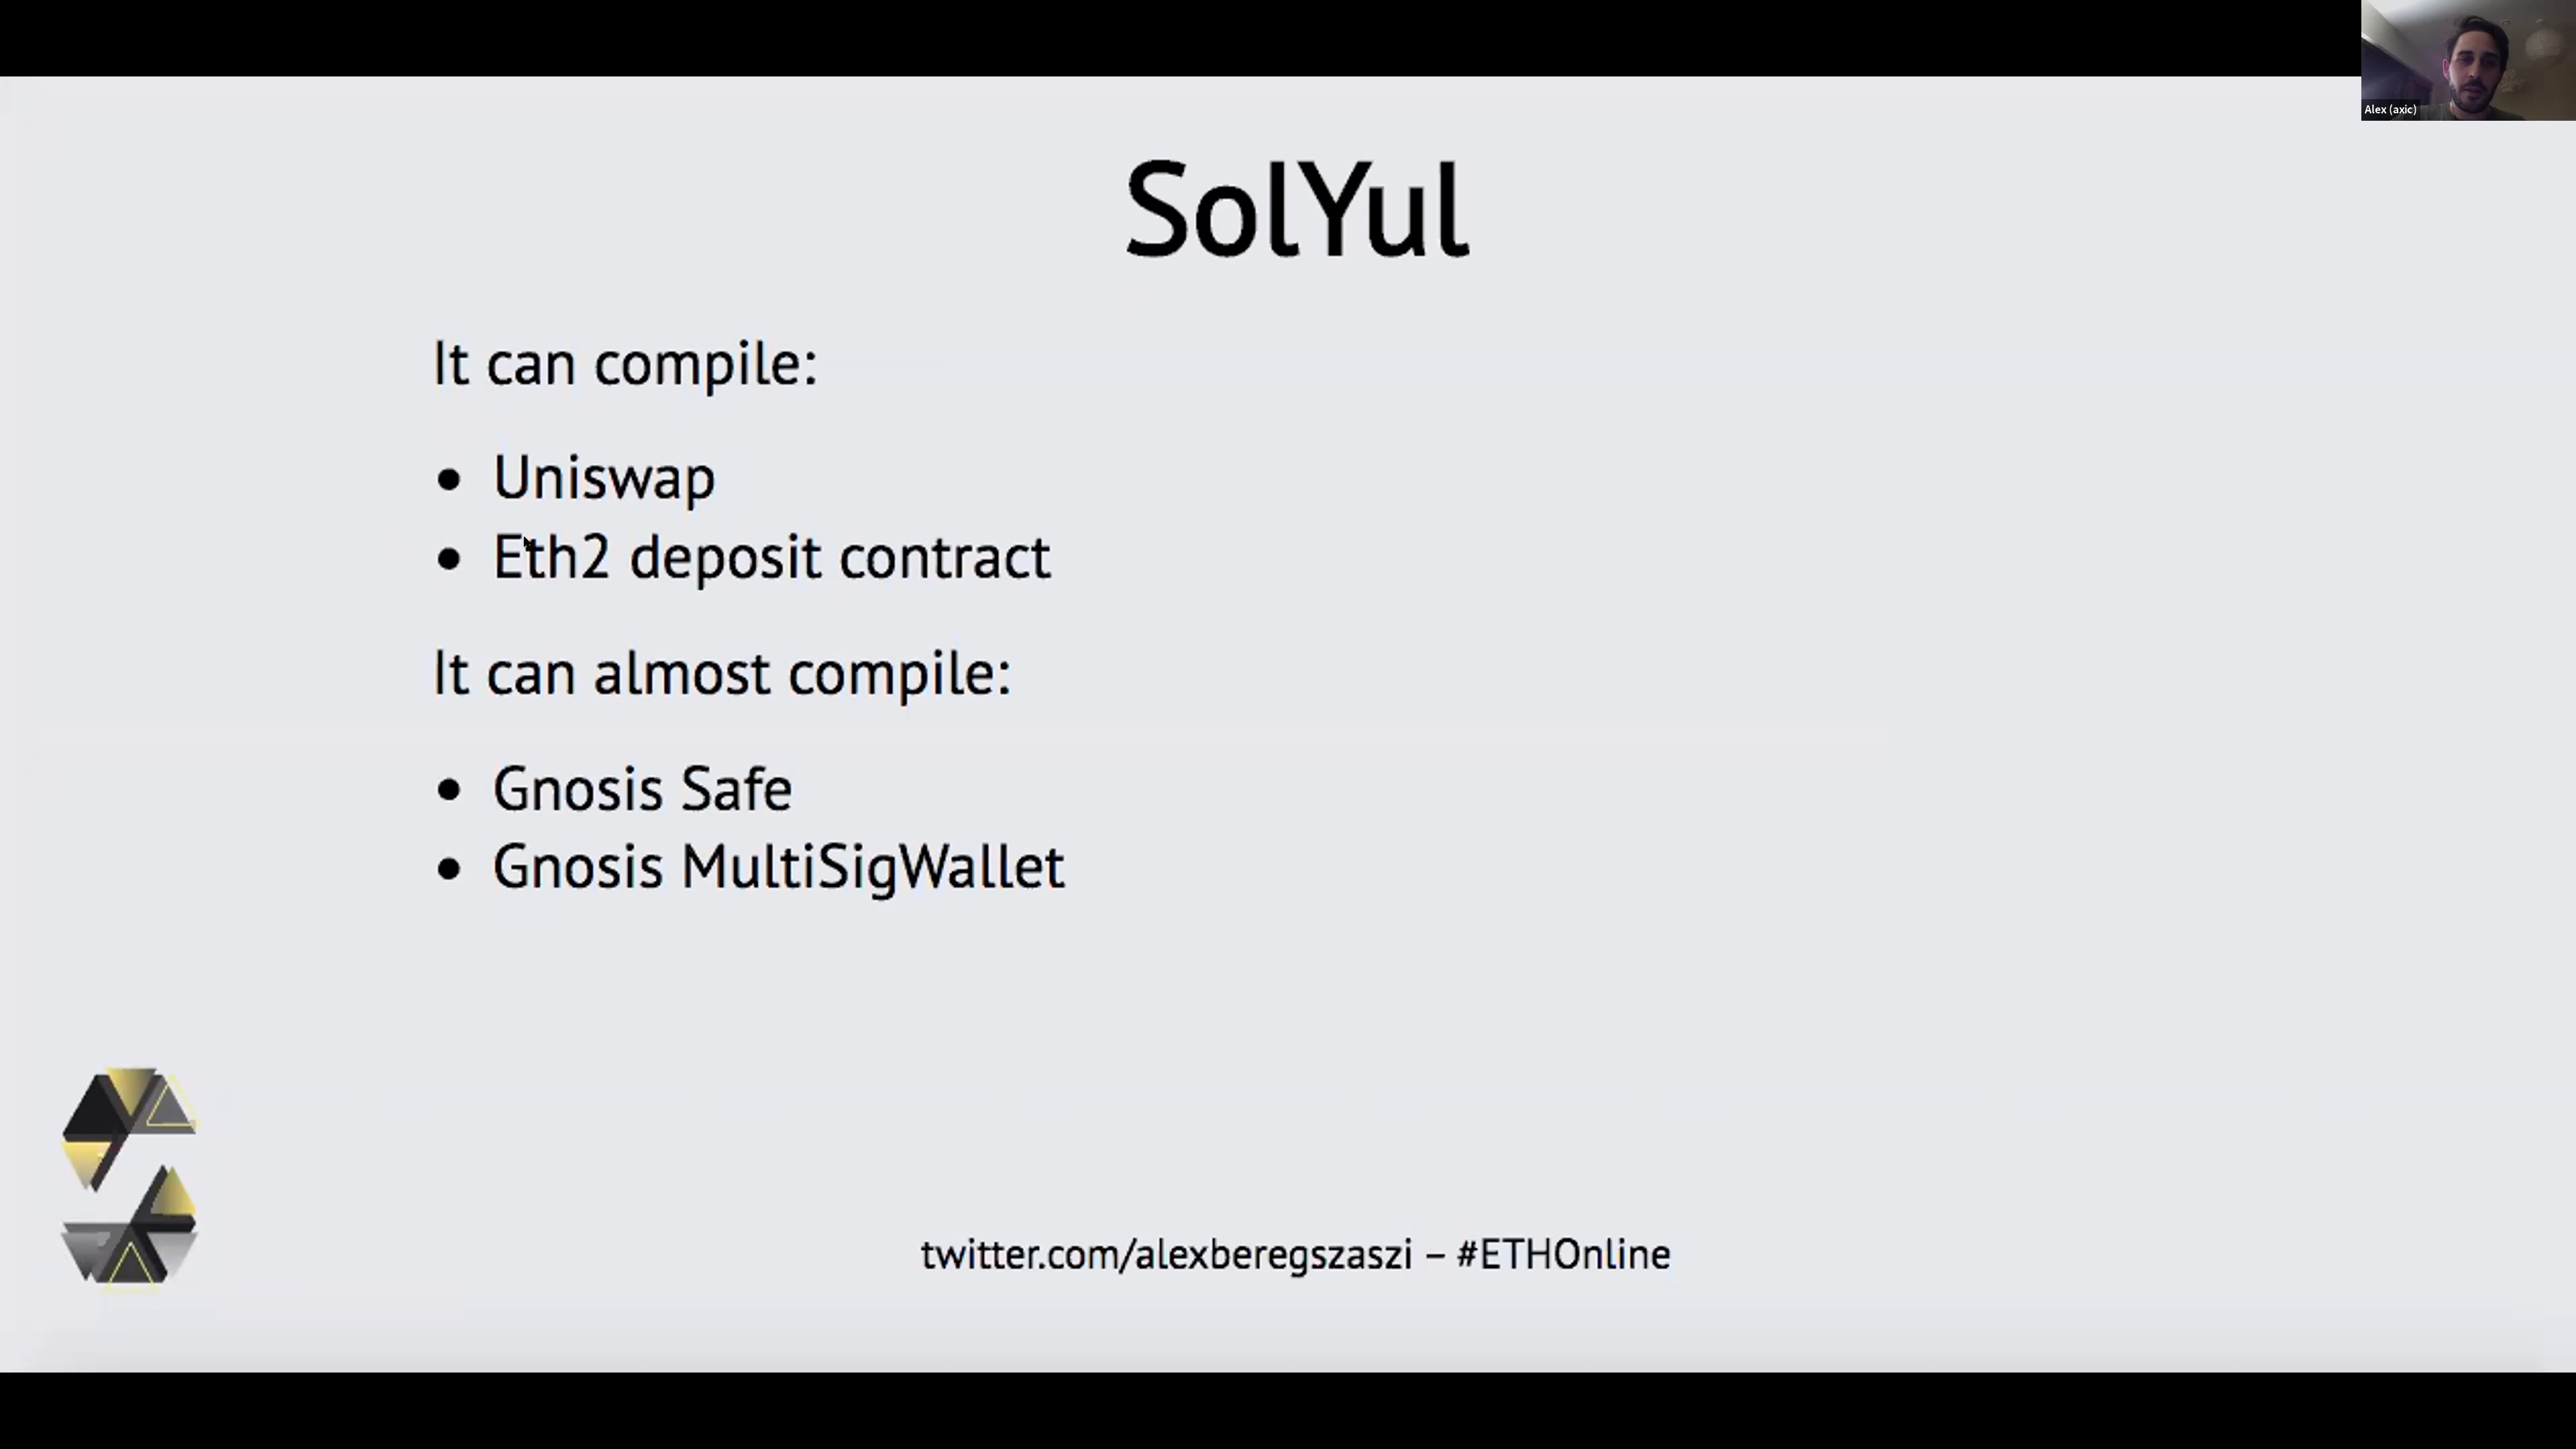 Alex (axic)
SolYul
It can compile:
• Uniswap
• Eth2 deposit contract
It can almost compile:
• Gnosis Safe
• Gnosis MultiSigWallet
twitter.com/alexberegszaszi – #ETHOnline